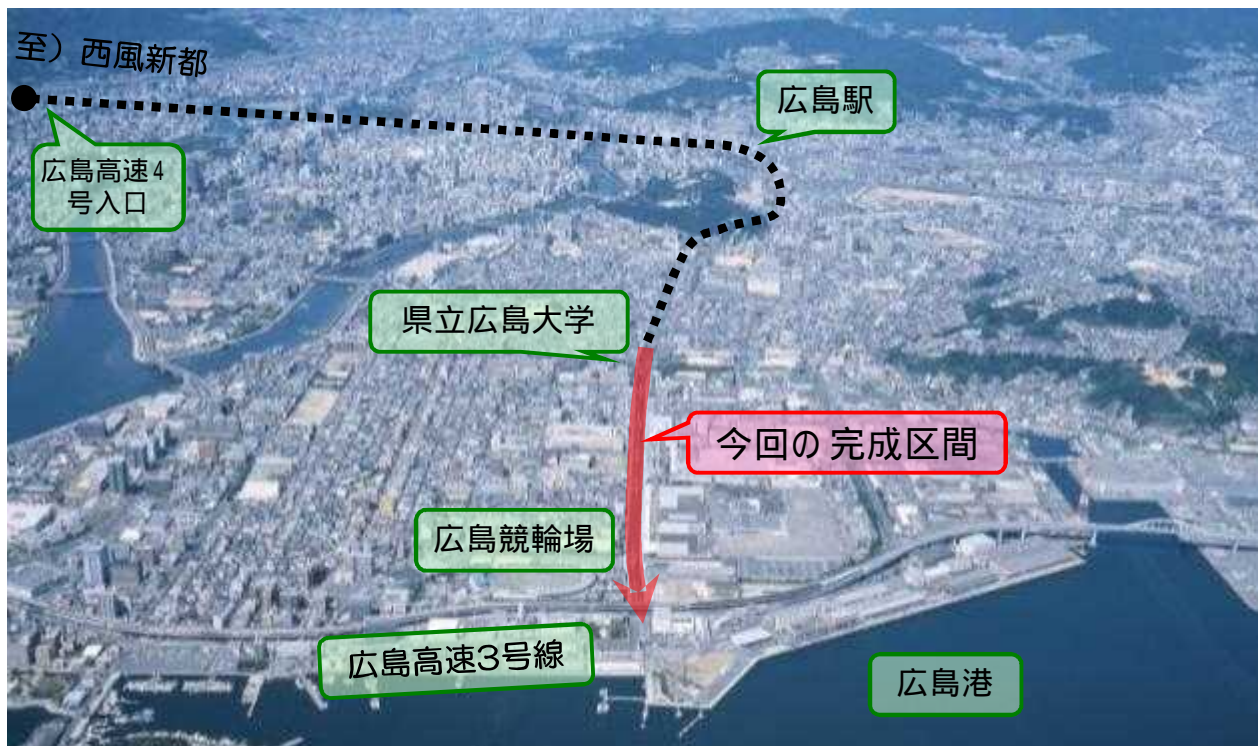 至）西風新都
広島駅
広島高速4
号入口
県立広島大学
今回の 完成区間
広島競輪場
広島高速3号線
広島港